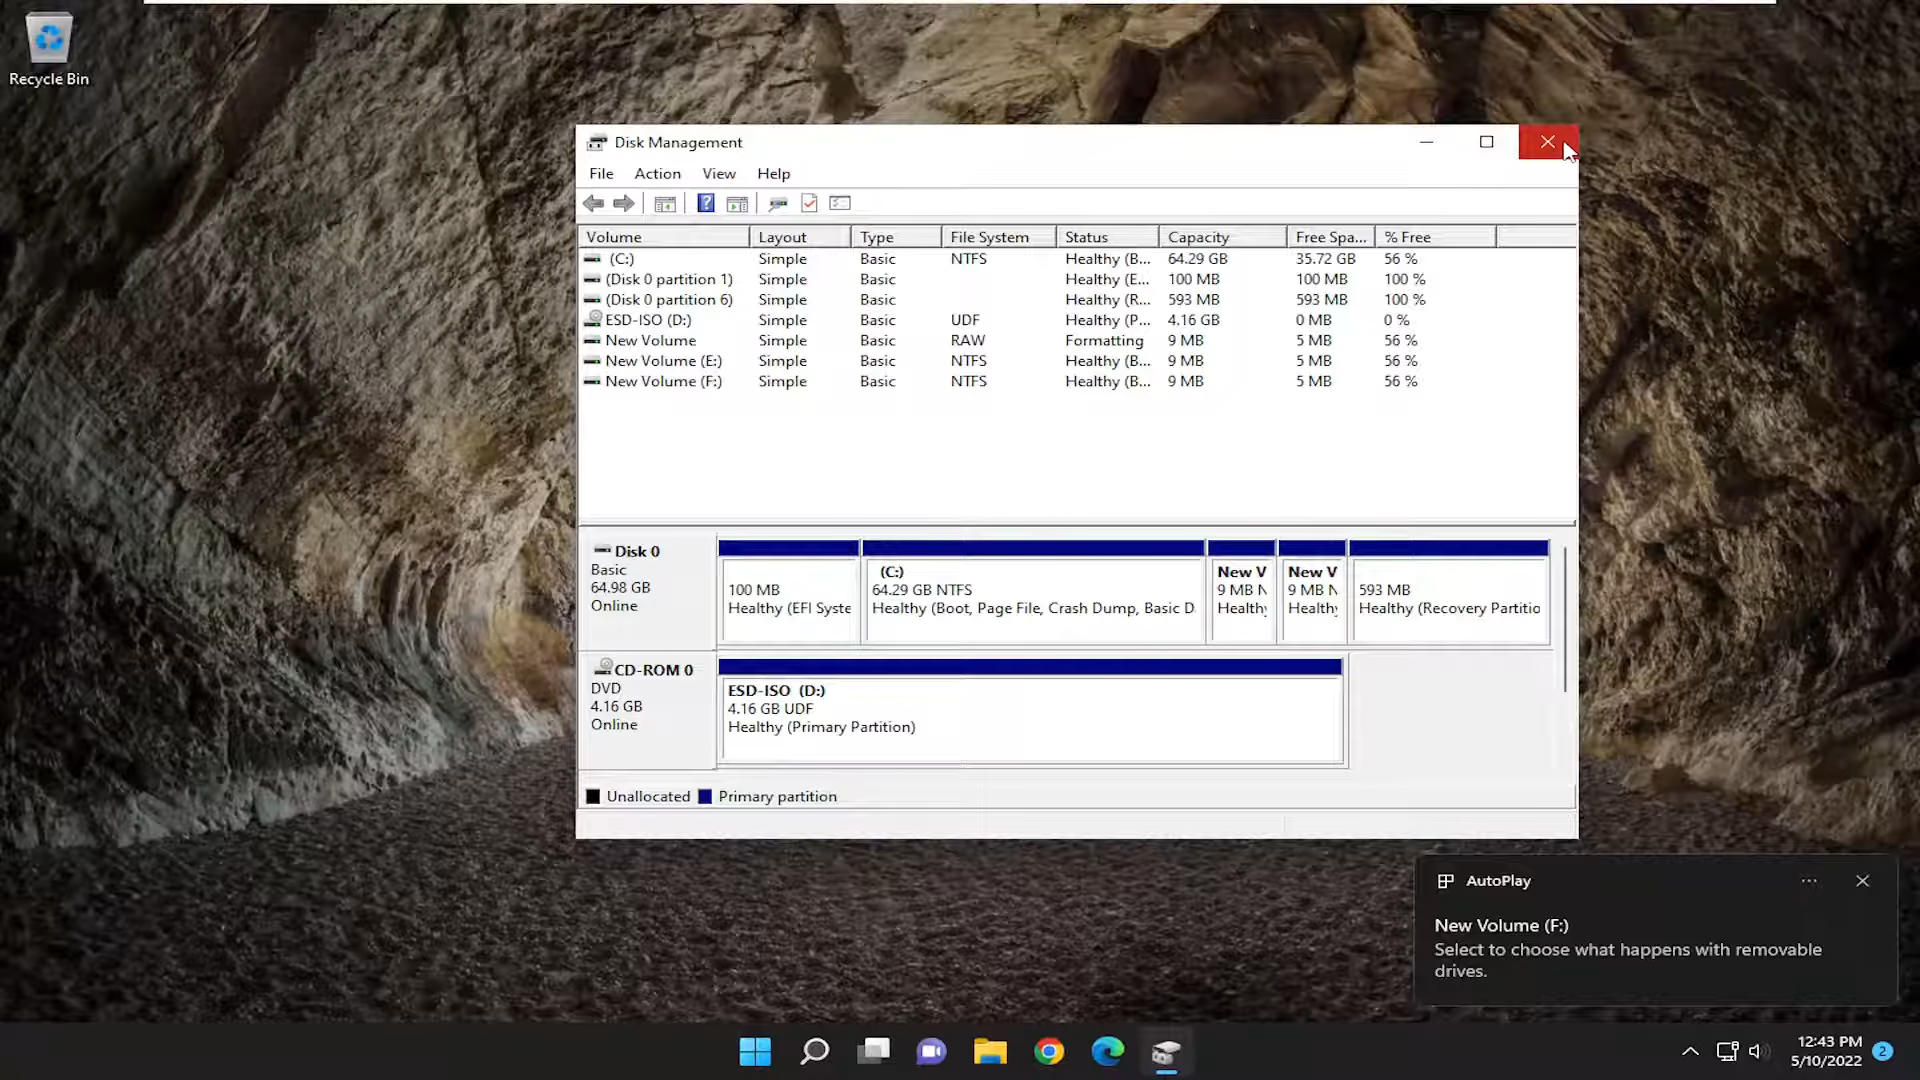 Recycle Bin
Disk Management
File Action View Help
Volume Layout Type File System Status Capacity Free Spa... % Free
(C:) Simple Basic NTFS Healthy (B... 64.29 GB 35.72 GB 56 %
(Disk 0 partition 1) Simple Basic Healthy (E... 100 MB 100 MB 100 %
(Disk 0 partition 6) Simple Basic Healthy (R... 593 MB 593 MB 100 %
ESD-ISO (D:) Simple Basic UDF Healthy (P... 4.16 GB 0 MB 0 %
New Volume Simple Basic RAW Formatting 9 MB 5 MB 56 %
New Volume (E:) Simple Basic NTFS Healthy (B... 9 MB 5 MB 56 %
New Volume (F:) Simple Basic NTFS Healthy (B... 9 MB 5 MB 56 %
Disk 0
Basic
64.98 GB
Online
100 MB
Healthy (EFI Syste
(C:)
64.29 GB NTFS
Healthy (Boot, Page File, Crash Dump, Basic D
New V
9 MB N
Healthy
New V
9 MB N
Healthy
593 MB
Healthy (Recovery Partitio
CD-ROM 0
DVD
4.16 GB
Online
ESD-ISO (D:)
4.16 GB UDF
Healthy (Primary Partition)
Unallocated Primary partition
AutoPlay
New Volume (F:)
Select to choose what happens with removable
drives.
12:43 PM
5/10/2022
2